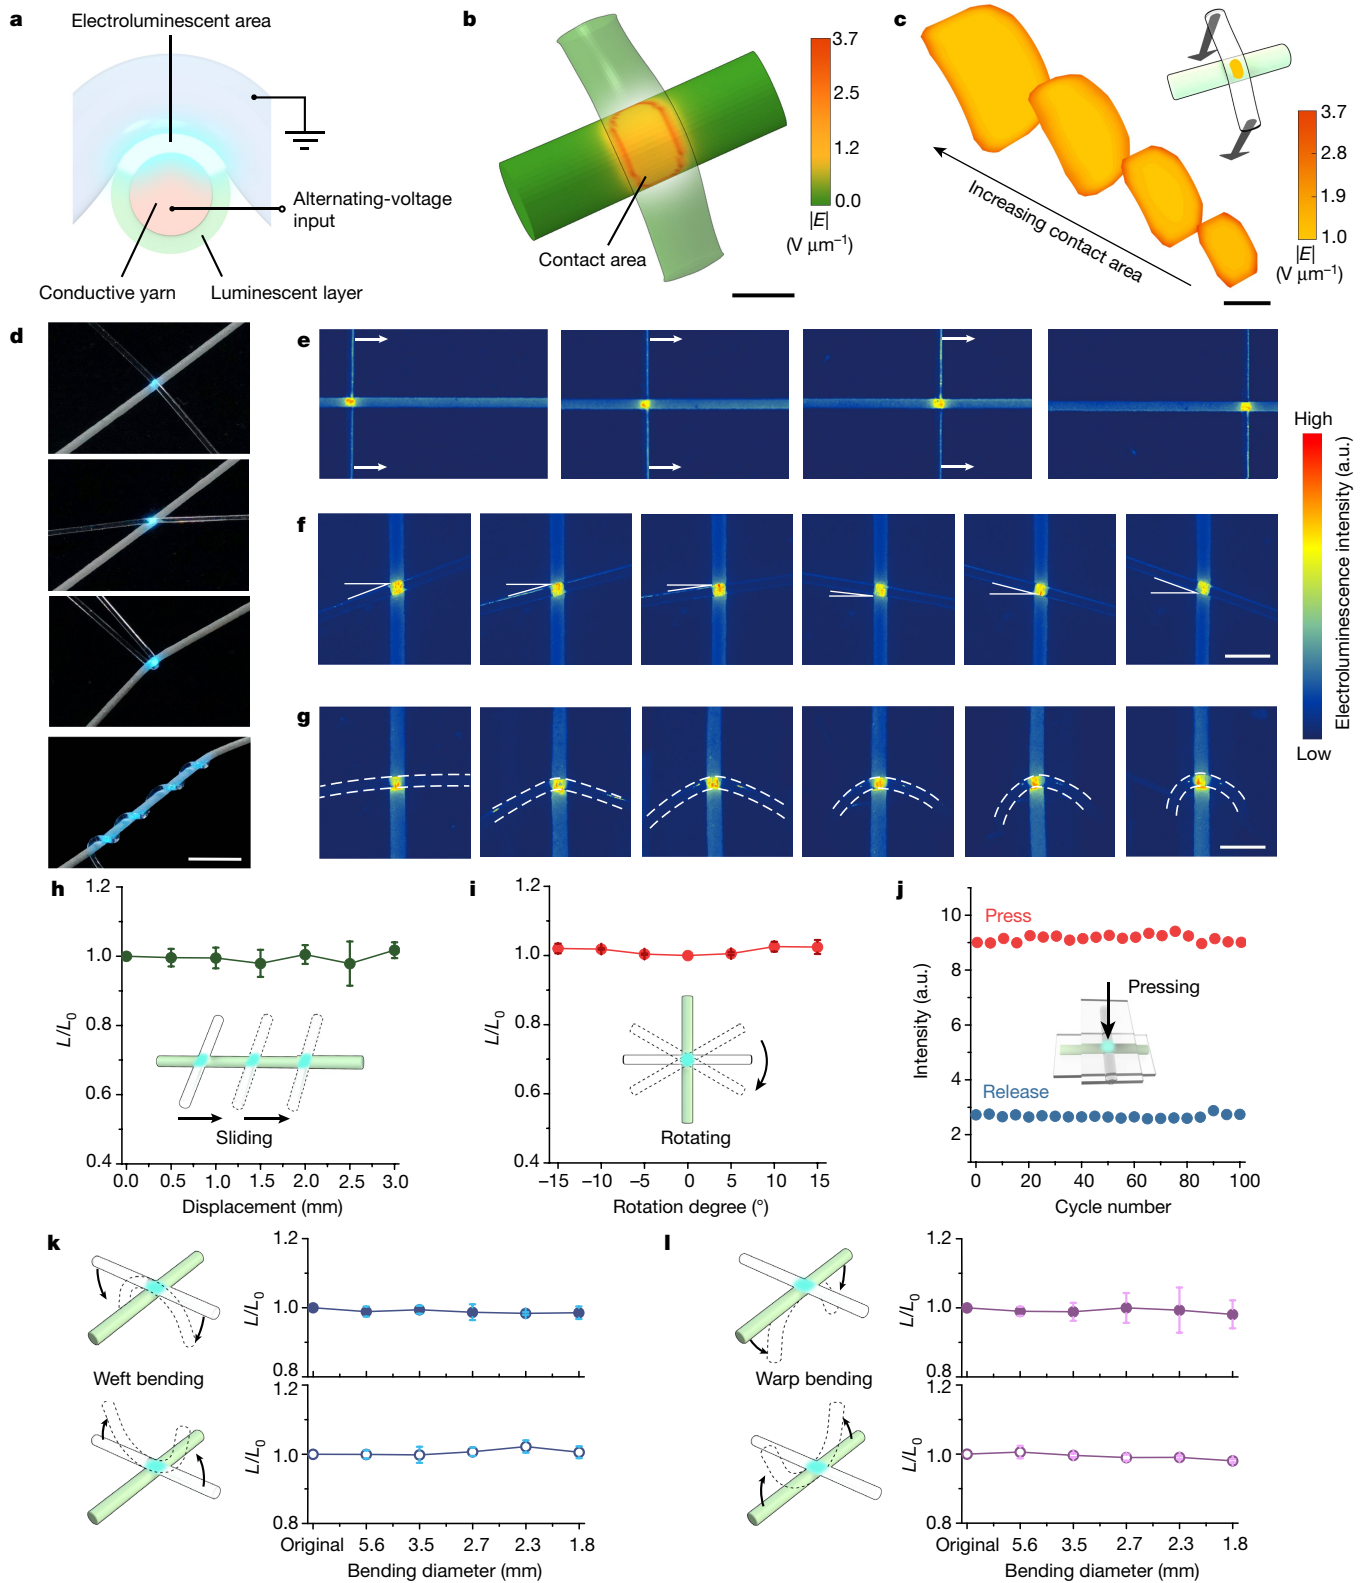 a
Electroluminescent area
Alternating-voltage
input
Conductive yarn
Luminescent layer
b
3.7
2.5
1.2
0.0
|E|
(V μm⁻¹)
Contact area
c
Increasing contact area
3.7
2.8
1.9
1.0
|E|
(V μm⁻¹)
d
e
f
g
High
Electroluminescence intensity (a.u.)
Low
h
1.2
1.0
0.8
0.6
0.4
L/L₀
Sliding
0.0 0.5 1.0 1.5 2.0 2.5 3.0
Displacement (mm)
i
1.2
1.0
0.8
0.6
0.4
L/L₀
Rotating
−15 −10 −5 0 5 10 15
Rotation degree (°)
j
10
8
6
4
2
Intensity (a.u.)
Press
Pressing
Release
0 20 40 60 80 100
Cycle number
k
Weft bending
1.2
1.0
0.8
L/L₀
1.2
1.0
0.8
L/L₀
Original 5.6 3.5 2.7 2.3 1.8
Bending diameter (mm)
l
Warp bending
1.2
1.0
0.8
L/L₀
1.2
1.0
0.8
L/L₀
Original 5.6 3.5 2.7 2.3 1.8
Bending diameter (mm)